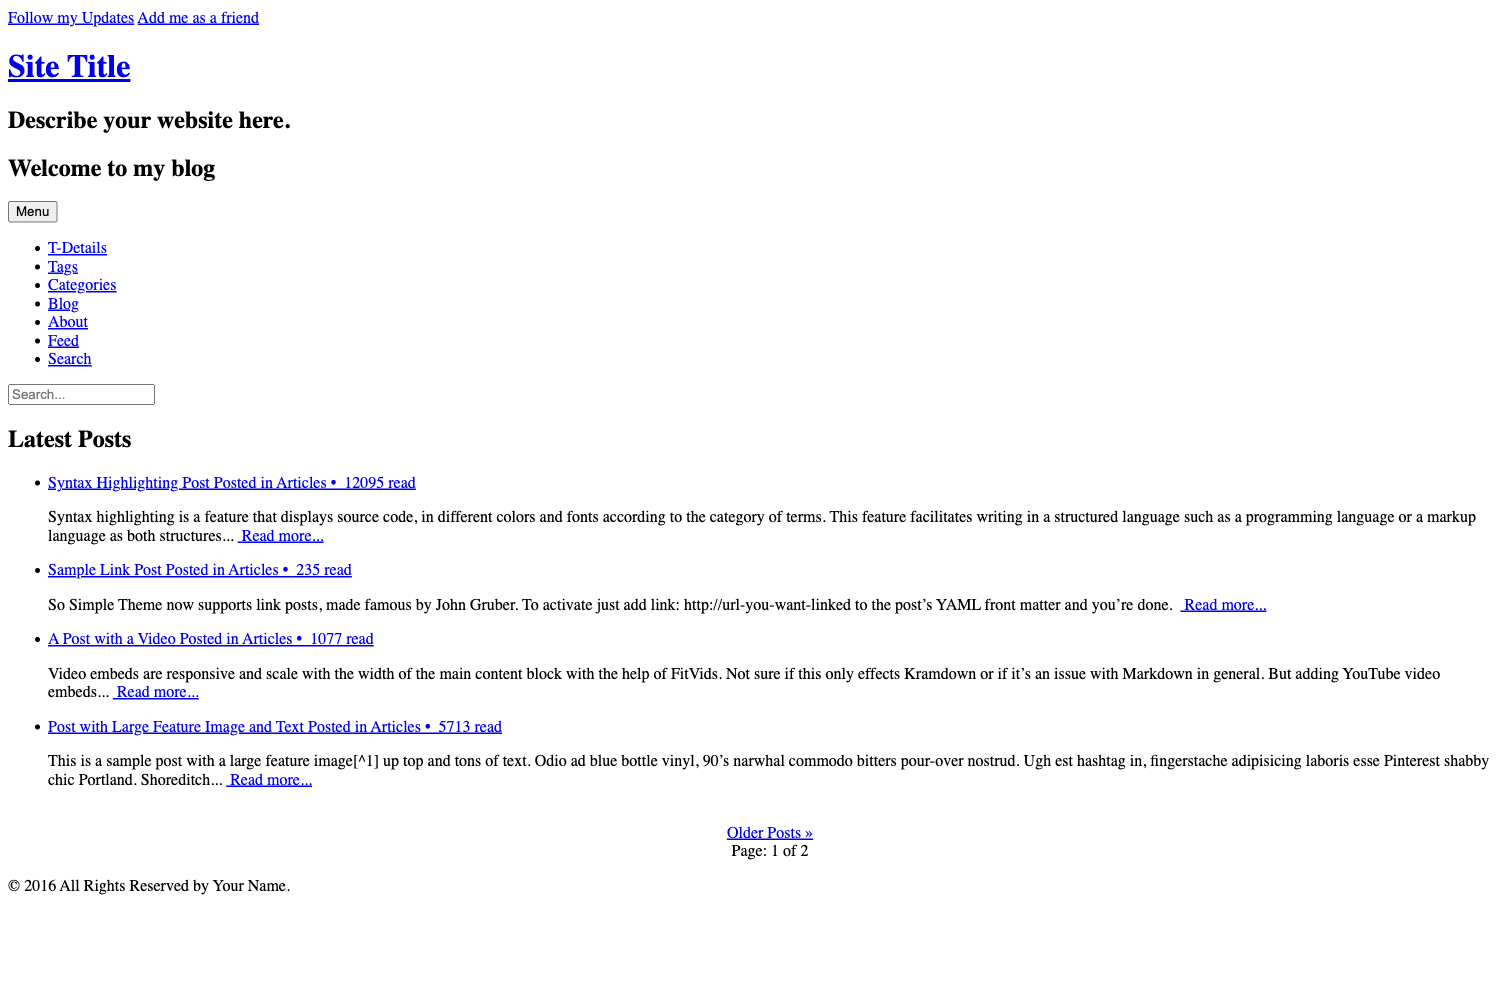 Follow my Updates Add me as a friend
Site Title
Describe your website here.
Welcome to my blog
Menu
T-Details
Tags
Categories
Blog
About
Feed
Search
Search...
Latest Posts
Syntax Highlighting Post Posted in Articles •  12095 read
Syntax highlighting is a feature that displays source code, in different colors and fonts according to the category of terms. This feature facilitates writing in a structured language such as a programming language or a markup
language as both structures... Read more...
Sample Link Post Posted in Articles •  235 read
So Simple Theme now supports link posts, made famous by John Gruber. To activate just add link: http://url-you-want-linked to the post’s YAML front matter and you’re done.  Read more...
A Post with a Video Posted in Articles •  1077 read
Video embeds are responsive and scale with the width of the main content block with the help of FitVids. Not sure if this only effects Kramdown or if it’s an issue with Markdown in general. But adding YouTube video
embeds... Read more...
Post with Large Feature Image and Text Posted in Articles •  5713 read
This is a sample post with a large feature image[^1] up top and tons of text. Odio ad blue bottle vinyl, 90’s narwhal commodo bitters pour-over nostrud. Ugh est hashtag in, fingerstache adipisicing laboris esse Pinterest shabby
chic Portland. Shoreditch... Read more...
Older Posts »
Page: 1 of 2
© 2016 All Rights Reserved by Your Name.